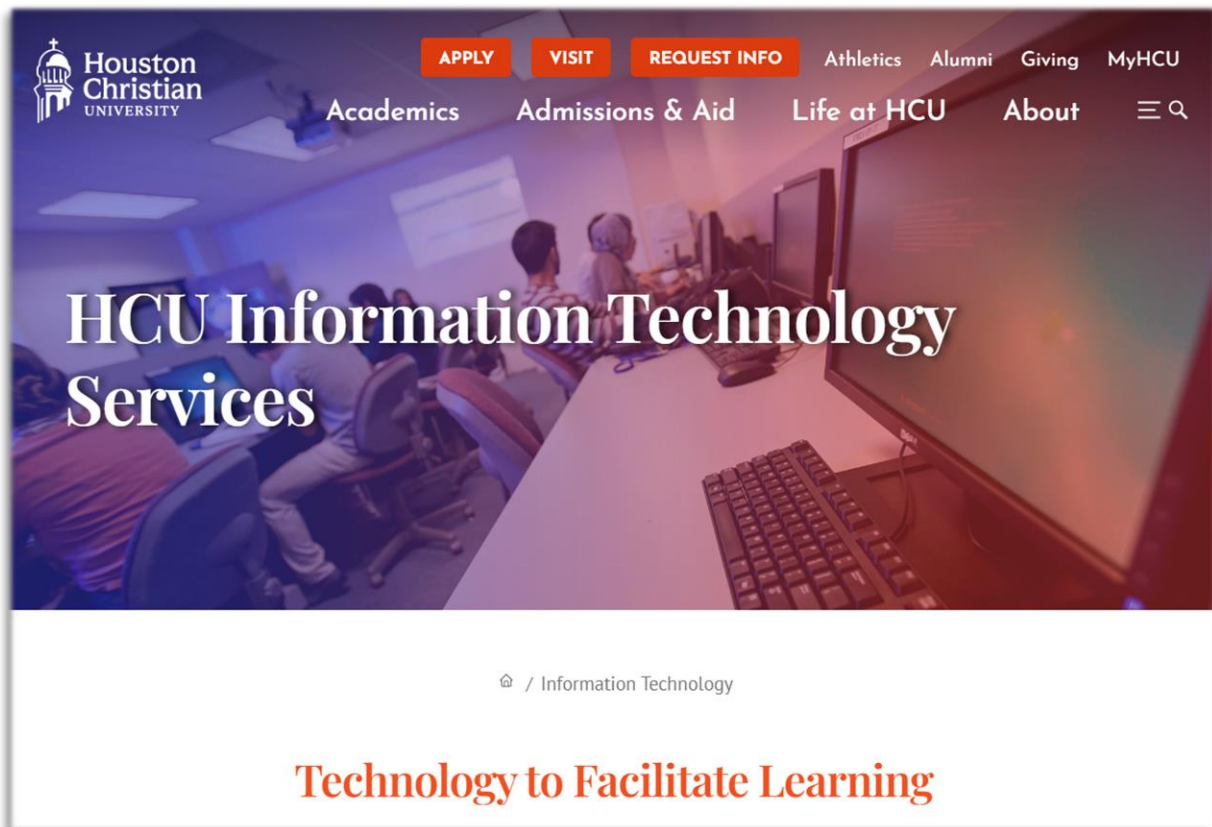 Houston
Christian
UNIVERSITY
APPLY VISIT REQUEST INFO Athletics Alumni Giving MyHCU
Academics Admissions & Aid Life at HCU About
HCU Information Technology
Services
/ Information Technology
Technology to Facilitate Learning